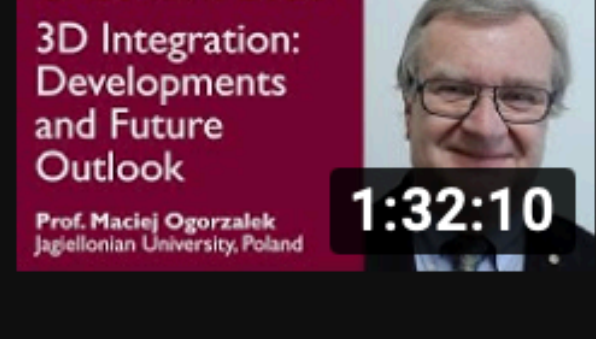 3D Integration:
Developments
and Future
Outlook
Prof. Maciej Ogorzalek
Jagiellonian University, Poland
1:32:10